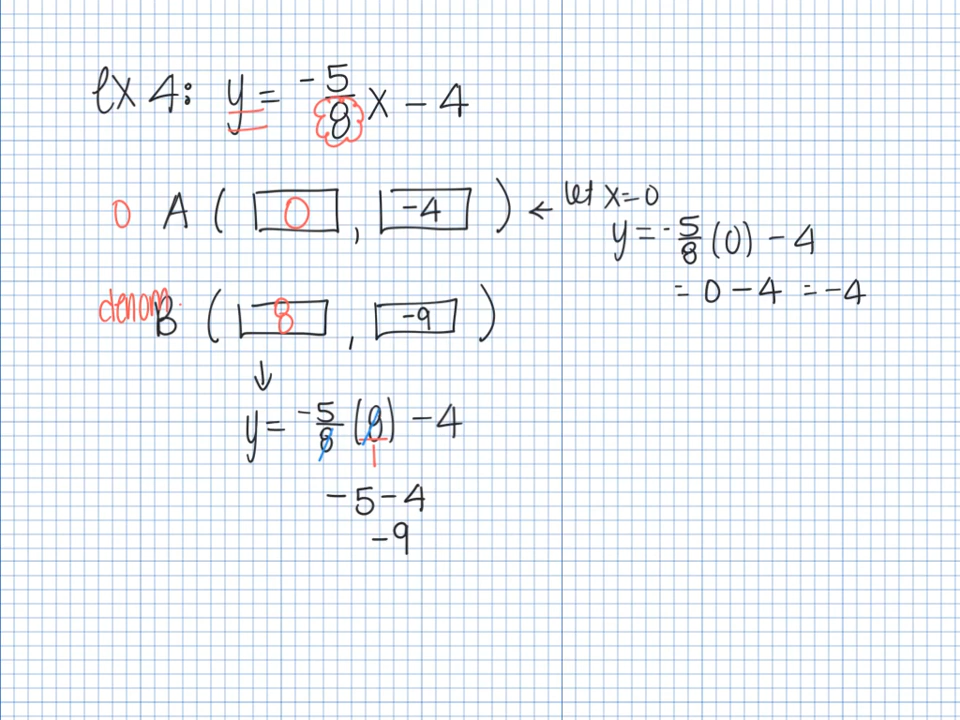 ex 4: y = -5/8 x - 4
0 A ( 0 , -4 ) ← let x=0
y = -5/8 (0) - 4
= 0 - 4 = -4
denom. B ( 8 , -9 )
↓
y = -5/8 (8/1) - 4
-5-4
-9